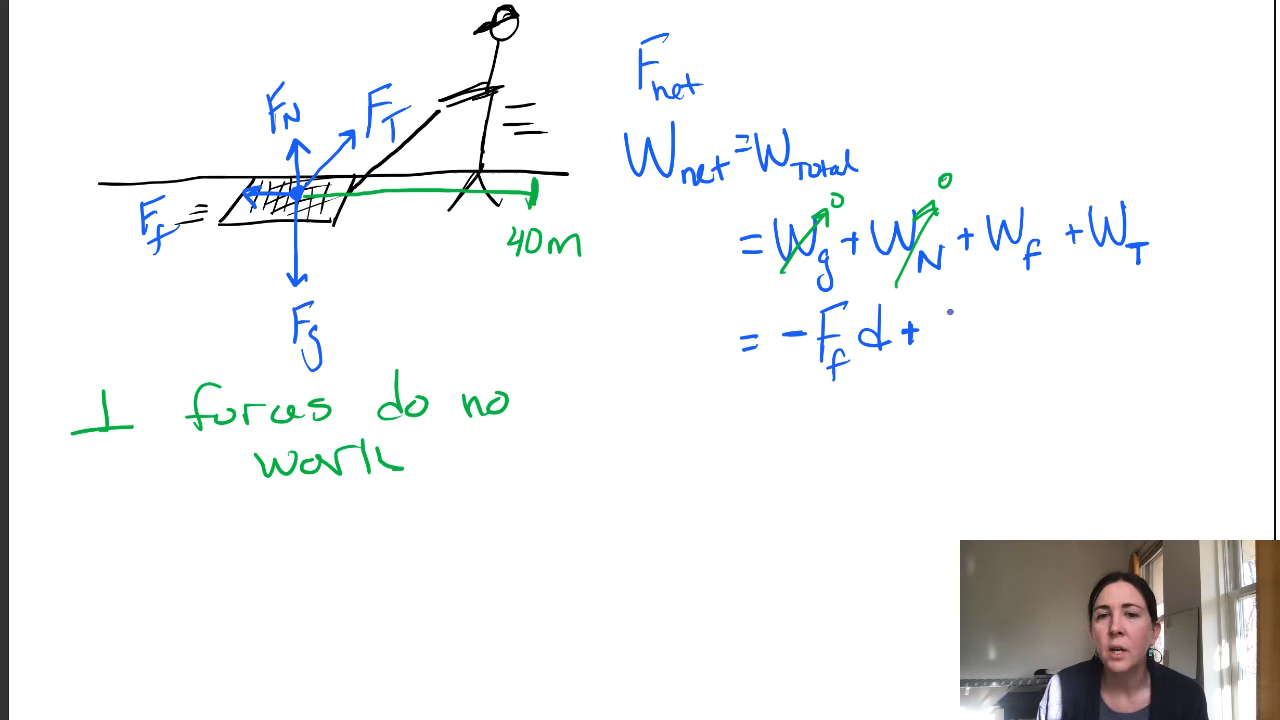 F_N
F_T
F_f
F_g
40m
⊥ forces do no
work
F_net
W_net = W_Total
= W_g 0 + W_N 0 + W_f + W_T
= - F_f d +